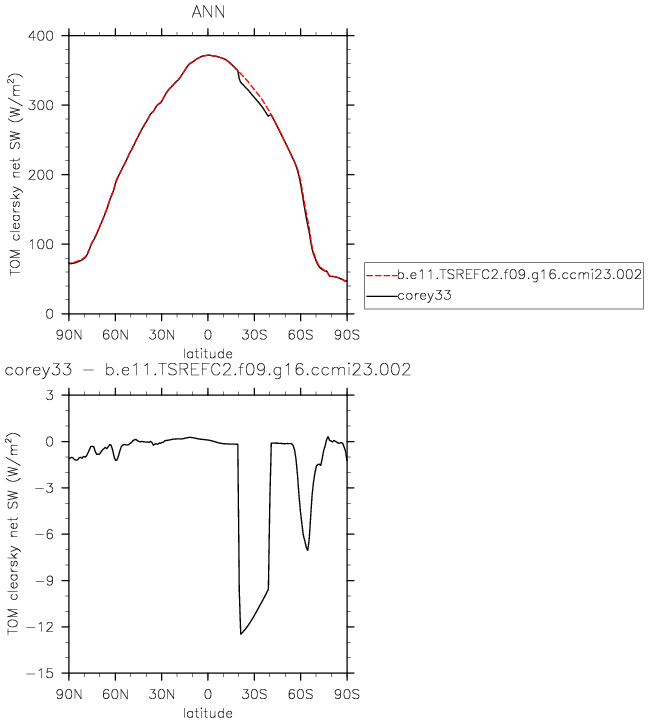 ANN
TOM clearsky net SW (W/m²)
400
300
200
100
0
90N 60N 30N 0 30S 60S 90S
latitude
b.e11.TSREFC2.f09.g16.ccmi23.002
corey33
corey33 − b.e11.TSREFC2.f09.g16.ccmi23.002
TOM clearsky net SW (W/m²)
3
0
−3
−6
−9
−12
−15
90N 60N 30N 0 30S 60S 90S
latitude